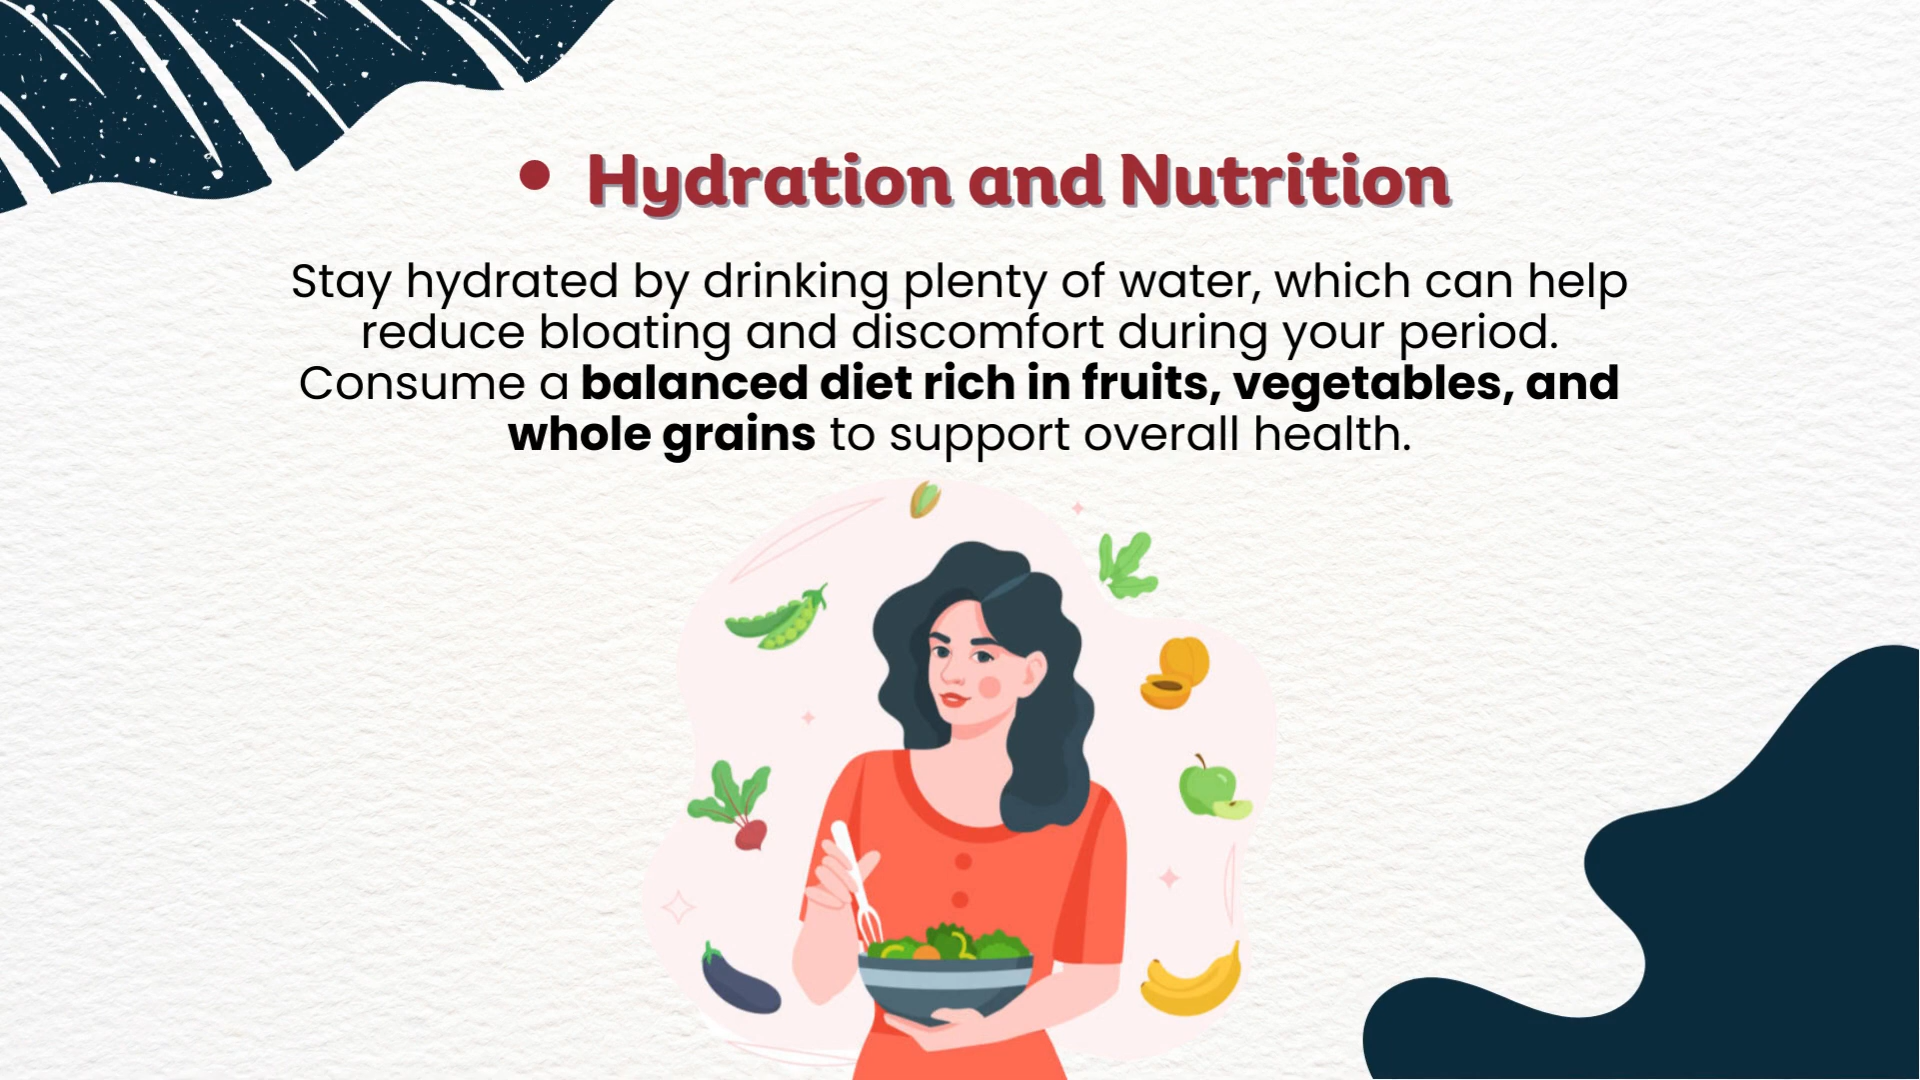 • Hydration and Nutrition
Stay hydrated by drinking plenty of water, which can help
reduce bloating and discomfort during your period.
Consume a balanced diet rich in fruits, vegetables, and
whole grains to support overall health.